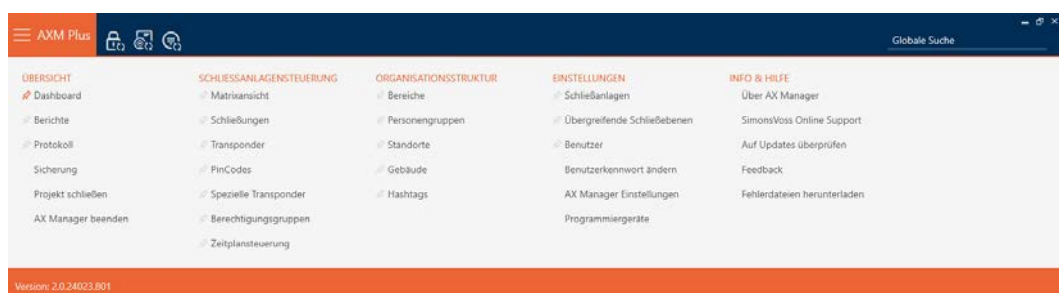 AXM Plus
Globale Suche
ÜBERSICHT
Dashboard
Berichte
Protokoll
Sicherung
Projekt schließen
AX Manager beenden
SCHLIESSANLAGENSTEUERUNG
Matrixansicht
Schließungen
Transponder
PinCodes
Spezielle Transponder
Berechtigungsgruppen
Zeitplansteuerung
ORGANISATIONSSTRUKTUR
Bereiche
Personengruppen
Standorte
Gebäude
Hashtags
EINSTELLUNGEN
Schließanlagen
Übergreifende Schließebenen
Benutzer
Benutzerkennwort ändern
AX Manager Einstellungen
Programmiergeräte
INFO & HILFE
Über AX Manager
SimonsVoss Online Support
Auf Updates überprüfen
Feedback
Fehlerdateien herunterladen
Version: 2.0.24023.801